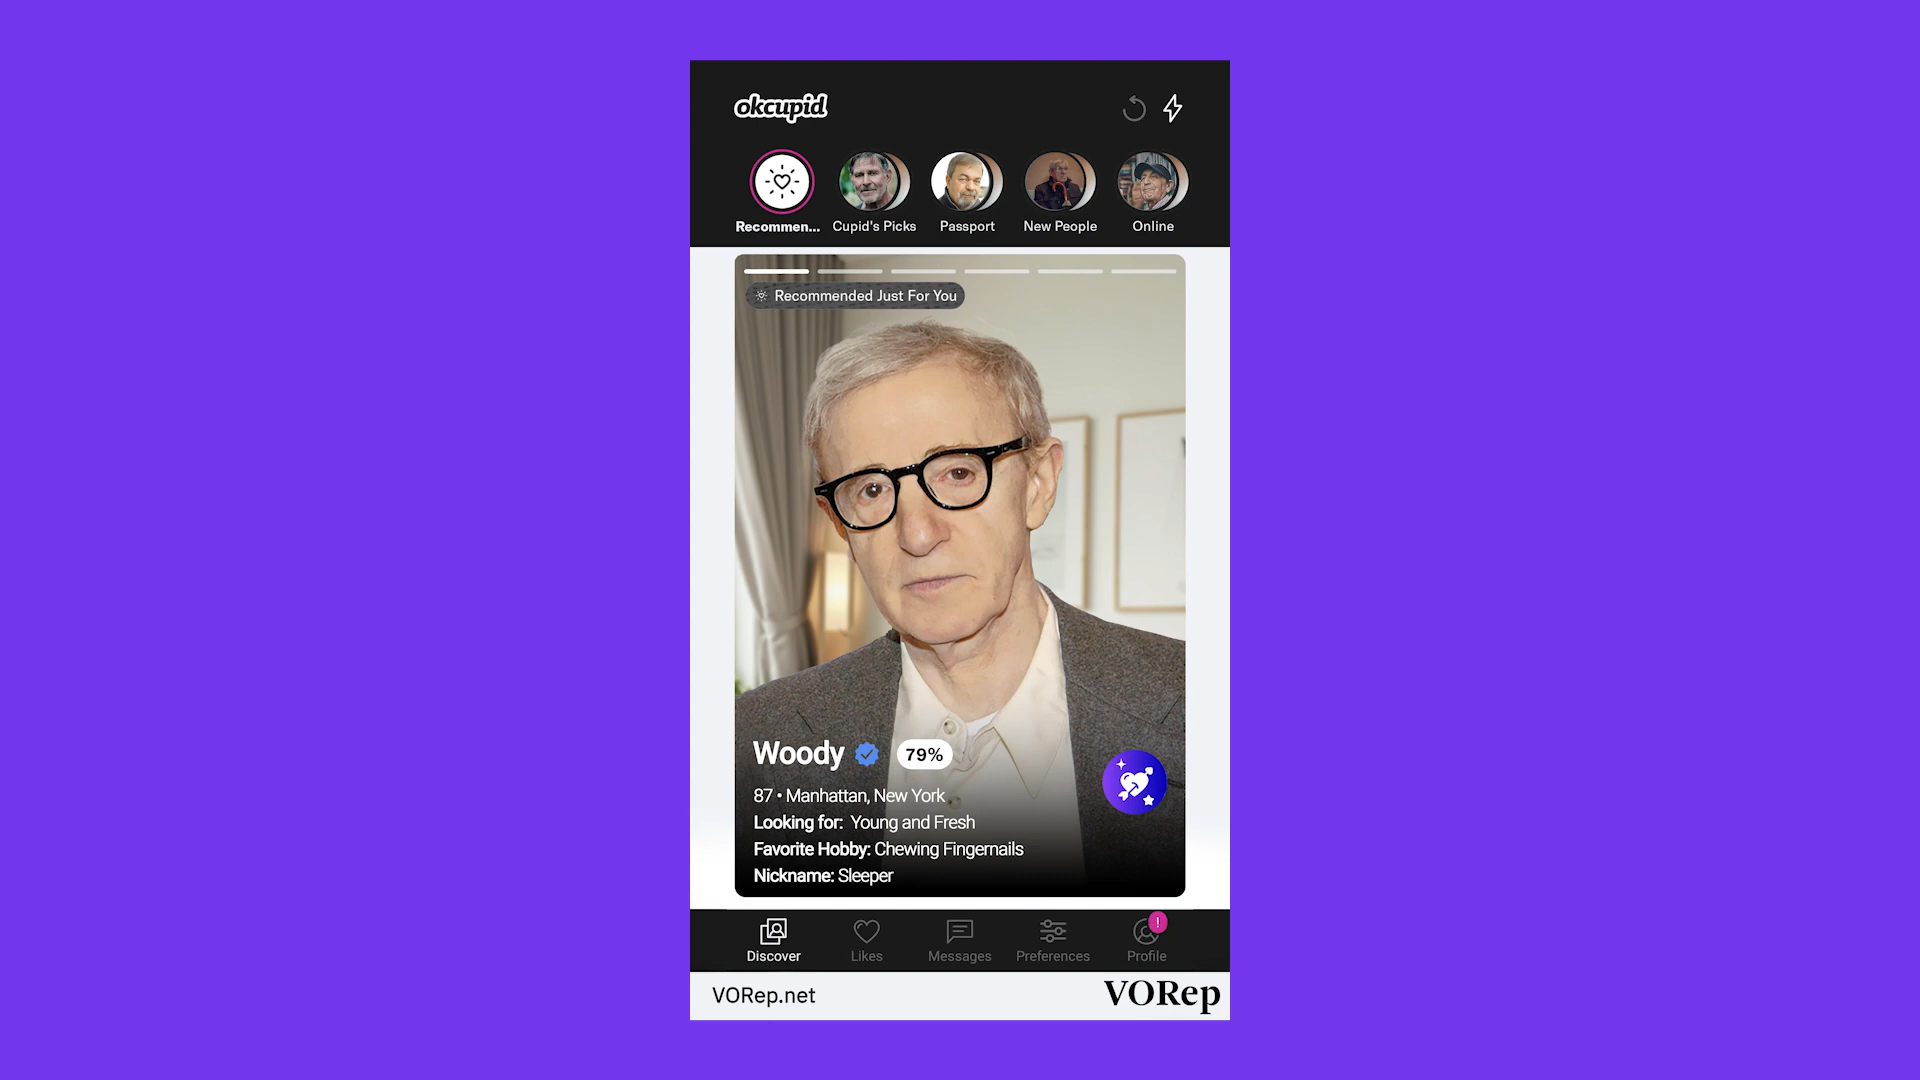 okcupid
Recommen...
Cupid's Picks
Passport
New People
Online
Recommended Just For You
Woody
79%
87 • Manhattan, New York
Looking for: Young and Fresh
Favorite Hobby: Chewing Fingernails
Nickname: Sleeper
!
Discover
Likes
Messages
Preferences
Profile
VORep.net
VORep